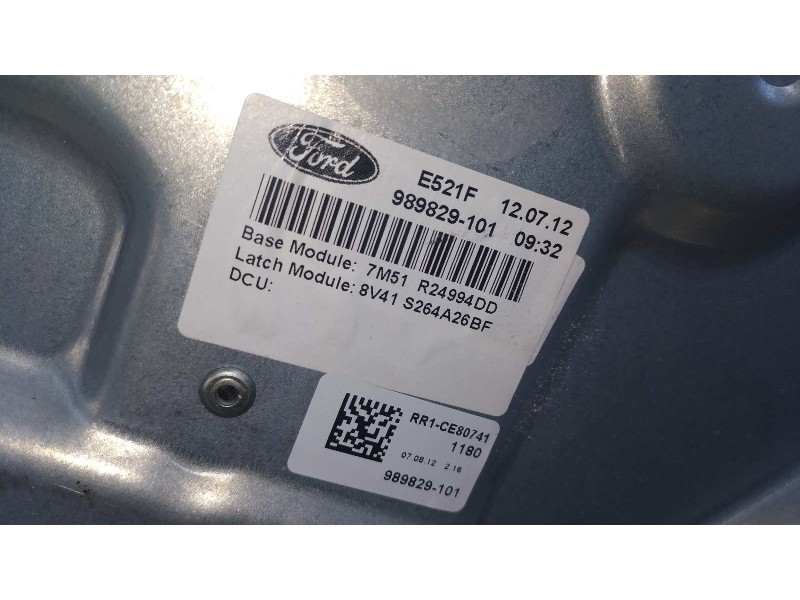 Ford
E521F 12.07.12
989829-101 09:32
Base Module: 7M51 R24994DD
Latch Module: 8V41 S264A26BF
DCU:
RR1-CE80741
1180
07.08.12 2.16
989829-101